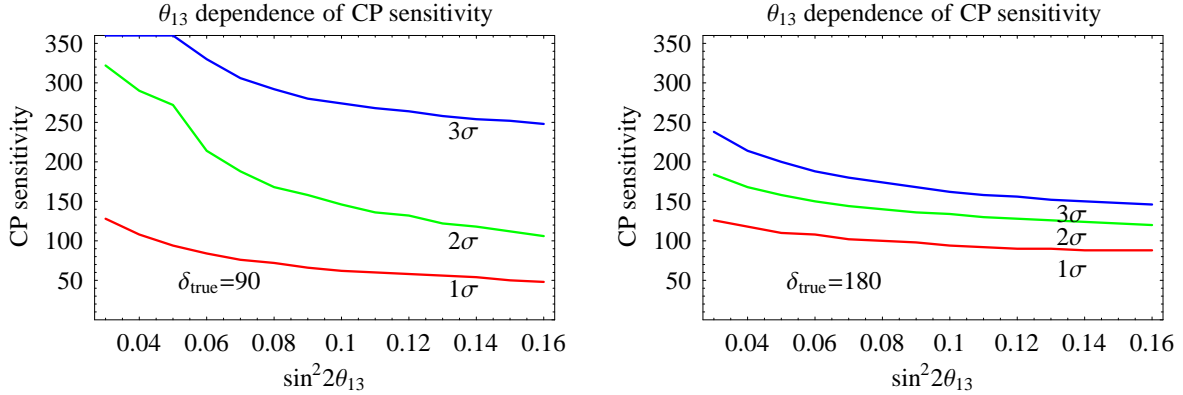 θ₁₃ dependence of CP sensitivity
CP sensitivity
350
300
250
200
150
100
50
3σ
2σ
1σ
δtrue=90
0.04 0.06 0.08 0.1 0.12 0.14 0.16
sin²2θ₁₃
θ₁₃ dependence of CP sensitivity
CP sensitivity
350
300
250
200
150
100
50
3σ
2σ
1σ
δtrue=180
0.04 0.06 0.08 0.1 0.12 0.14 0.16
sin²2θ₁₃